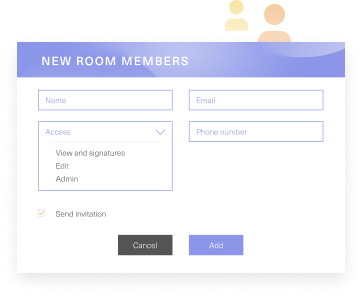 NEW ROOM MEMBERS
Name
Email
Access
Phone number
View and signatures
Edit
Admin
Send invitation
Cancel
Add